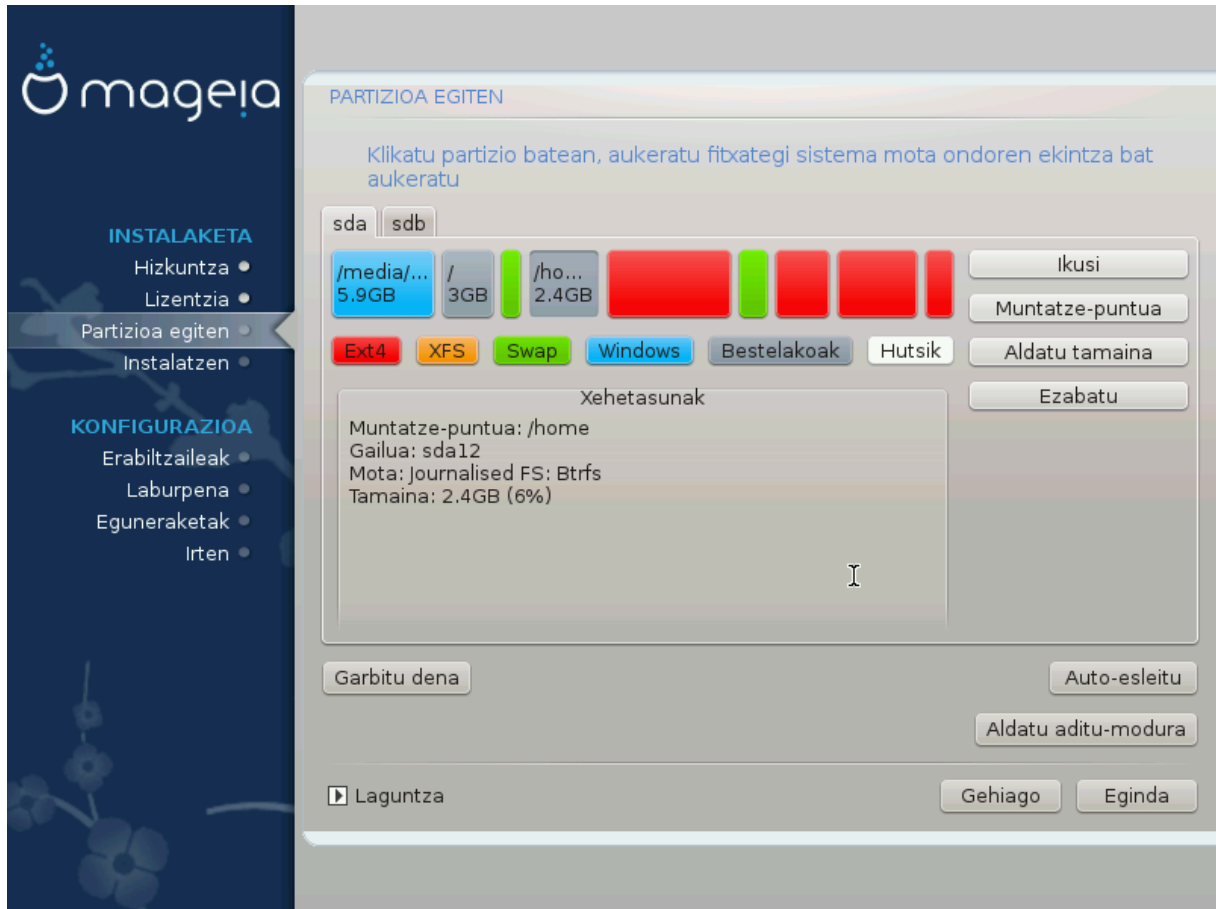 mageia
INSTALAKETA
Hizkuntza
Lizentzia
Partizioa egiten
Instalatzen
KONFIGURAZIOA
Erabiltzaileak
Laburpena
Eguneraketak
Irten
PARTIZIOA EGITEN
Klikatu partizio batean, aukeratu fitxategi sistema mota ondoren ekintza bat
aukeratu
sda sdb
/media/... / /ho...
5.9GB 3GB 2.4GB
Ext4 XFS Swap Windows Bestelakoak Hutsik
Ikusi
Muntatze-puntua
Aldatu tamaina
Ezabatu
Xehetasunak
Muntatze-puntua: /home
Gailua: sda12
Mota: Journalised FS: Btrfs
Tamaina: 2.4GB (6%)
Garbitu dena Auto-esleitu
Aldatu aditu-modura
Laguntza Gehiago Eginda